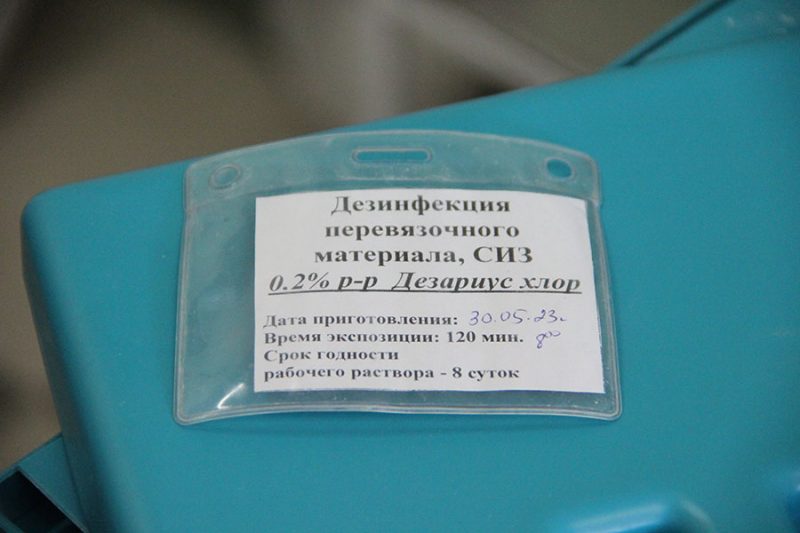 Дезинфекция
перевязочного
материала, СИЗ
0.2% р-р Дезариус хлор
Дата приготовления: 30.05.23г.
Время экспозиции: 120 мин. 8⁰⁰
Срок годности
рабочего раствора - 8 суток